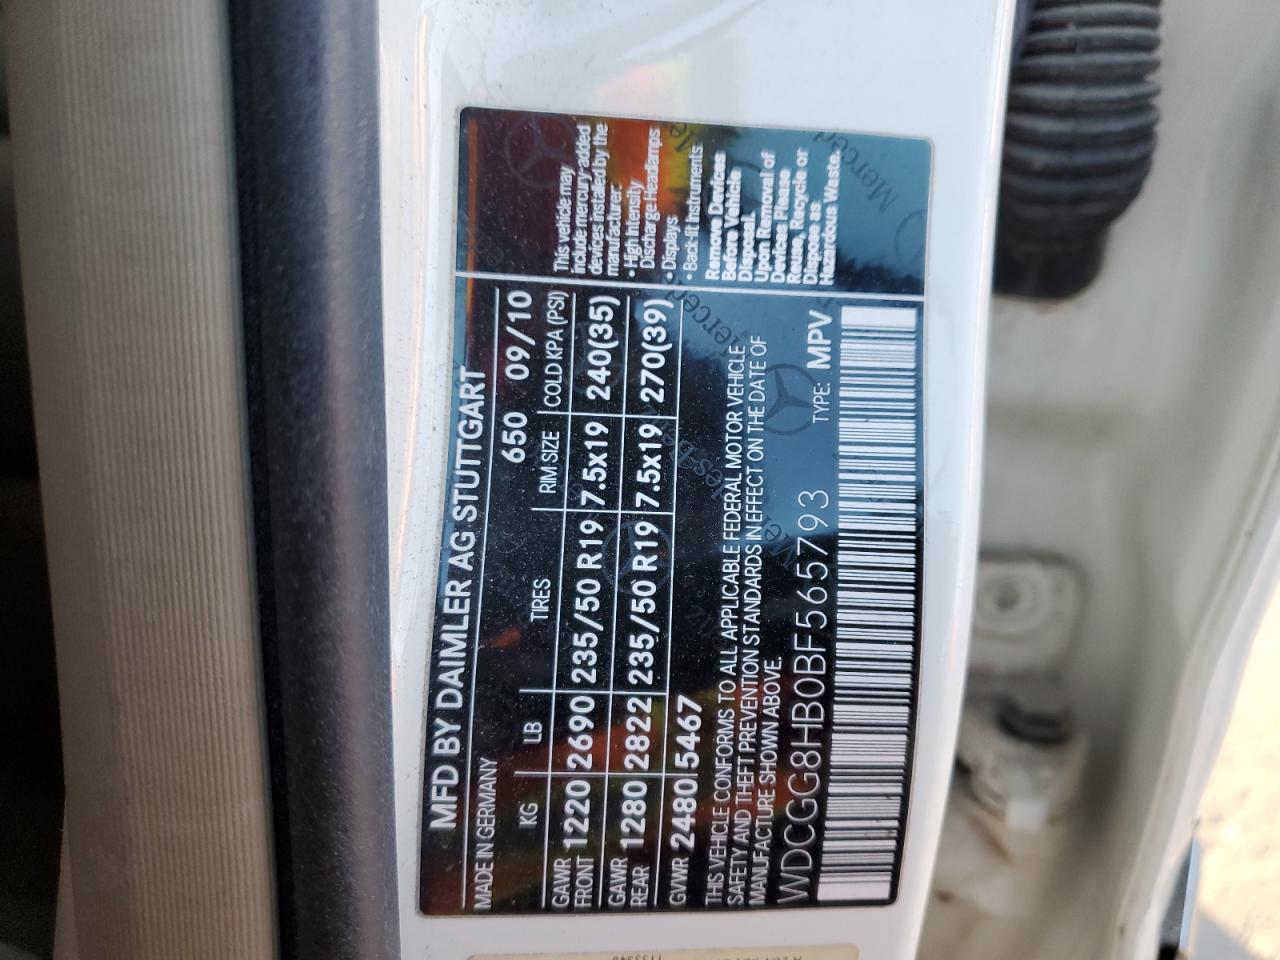 MFD BY DAIMLER AG STUTTGART
MADE IN GERMANY 650 09/10
KG LB TIRES RIM SIZE COLD KPA (PSI)
GAWR FRONT 1220 2690 235/50 R19 7.5x19 240(35)
GAWR REAR 1280 2822 235/50 R19 7.5x19 270(39)
GVWR 2480 5467
THIS VEHICLE CONFORMS TO ALL APPLICABLE FEDERAL MOTOR VEHICLE
SAFETY AND THEFT PREVENTION STANDARDS IN EFFECT ON THE DATE OF
MANUFACTURE SHOWN ABOVE.
WDCGG8HB0BF565793 TYPE: MPV
This vehicle may
include mercury-added
devices installed by the
manufacturer:
• High Intensity
Discharge Headlamps
• Displays
• Back-lit Instruments
Remove Devices
Before Vehicle
Disposal.
Upon Removal of
Devices Please
Reuse, Recycle or
Dispose as
Hazardous Waste.